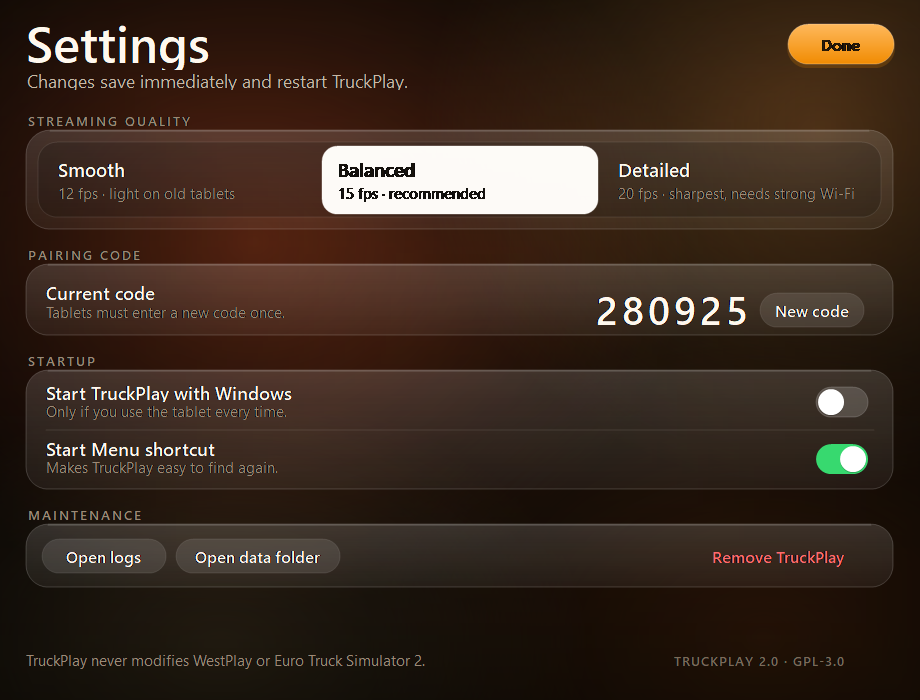 Settings
Done
Changes save immediately and restart TruckPlay.
STREAMING QUALITY
Smooth
12 fps · light on old tablets
Balanced
15 fps · recommended
Detailed
20 fps · sharpest, needs strong Wi-Fi
PAIRING CODE
Current code
Tablets must enter a new code once.
280925
New code
STARTUP
Start TruckPlay with Windows
Only if you use the tablet every time.
Start Menu shortcut
Makes TruckPlay easy to find again.
MAINTENANCE
Open logs
Open data folder
Remove TruckPlay
TruckPlay never modifies WestPlay or Euro Truck Simulator 2.
TRUCKPLAY 2.0 · GPL-3.0